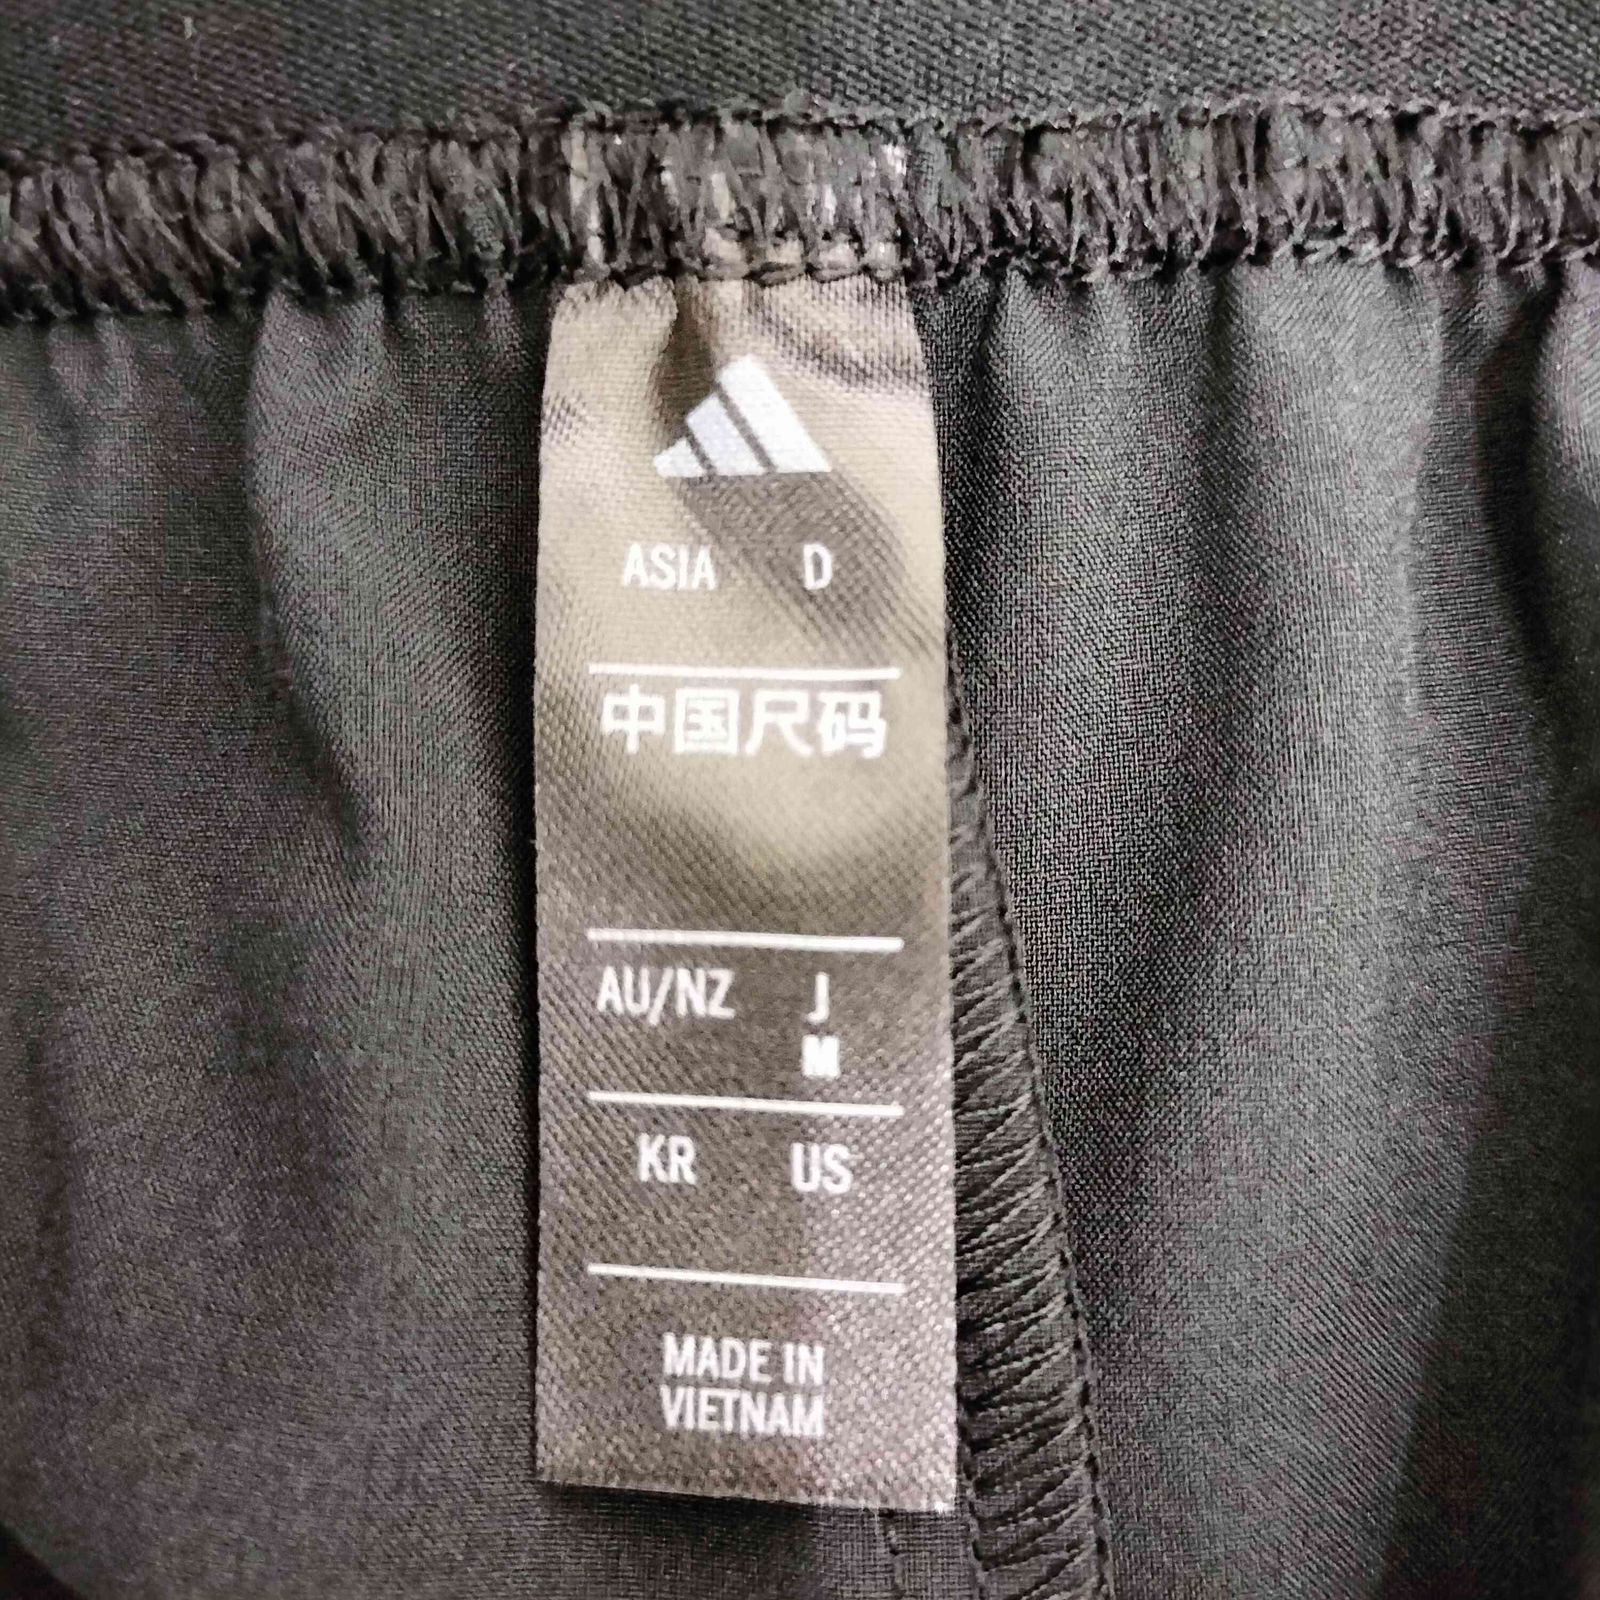 ASIA D
中国尺码
AU/NZ J
M
KR US
MADE IN
VIETNAM